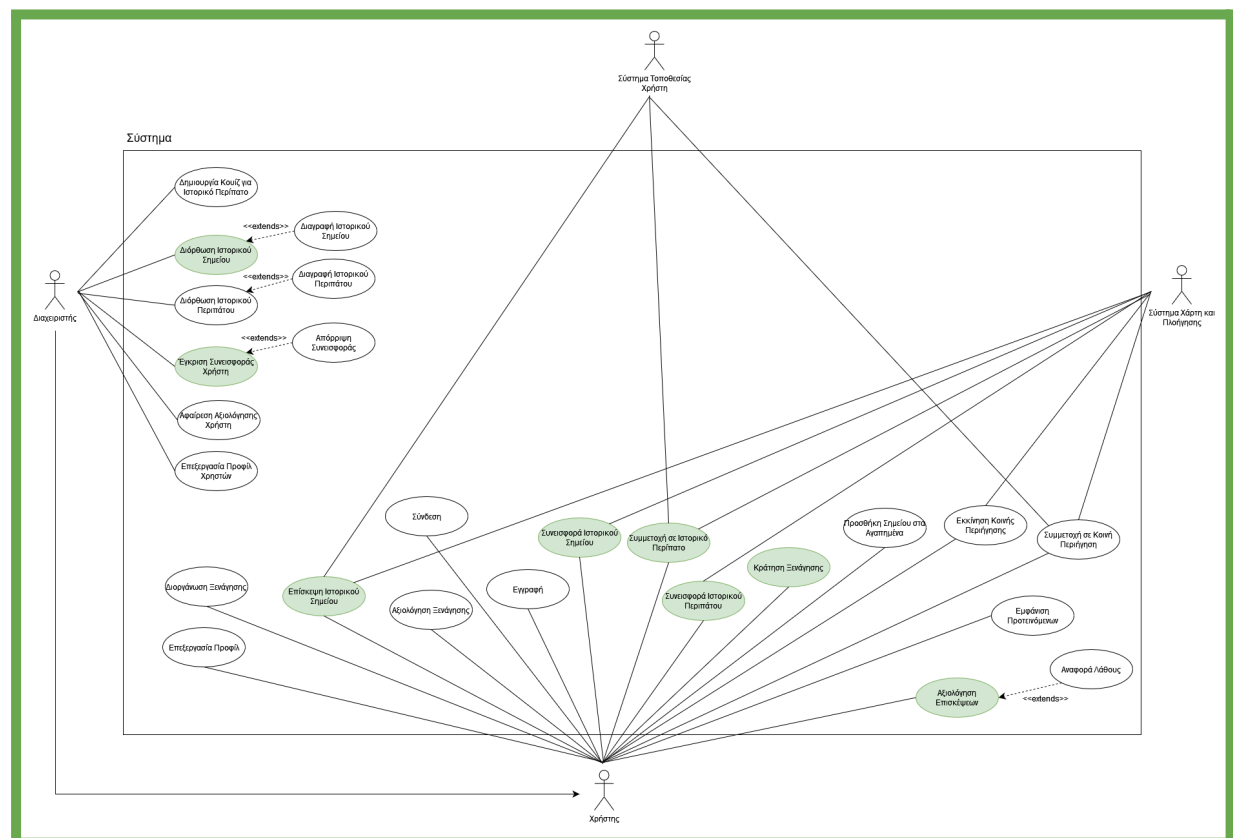 Σύστημα Τοποθεσίας
Χρήστη
Σύστημα
Δημιουργία Κουίζ για
Ιστορικό Περίπατο
<<extends>>
Διαγραφή Ιστορικού
Σημείου
Διόρθωση Ιστορικού
Σημείου
<<extends>>
Διαγραφή Ιστορικού
Περιπάτου
Διόρθωση Ιστορικού
Περιπάτου
Διαχειριστής
Σύστημα Χάρτη και
Πλοήγησης
<<extends>>
Απόρριψη
Συνεισφοράς
Έγκριση Συνεισφοράς
Χρήστη
Αφαίρεση Αξιολόγησης
Χρήστη
Επεξεργασία Προφίλ
Χρηστών
Σύνδεση
Συνεισφορά Ιστορικού
Σημείου
Συμμετοχή σε Ιστορικό
Περίπατο
Προσθήκη Σημείου στα
Αγαπημένα
Εκκίνηση Κοινής
Περιήγησης
Συμμετοχή σε Κοινή
Περιήγηση
Κράτηση Ξενάγησης
Διοργάνωση Ξενάγησης
Επίσκεψη Ιστορικού
Σημείου
Αξιολόγηση Ξενάγησης
Εγγραφή
Συνεισφορά Ιστορικού
Περιπάτου
Εμφάνιση
Προτεινόμενων
Επεξεργασία Προφίλ
Αναφορά Λάθους
Αξιολόγηση
Επισκέψεων
<<extends>>
Χρήστης